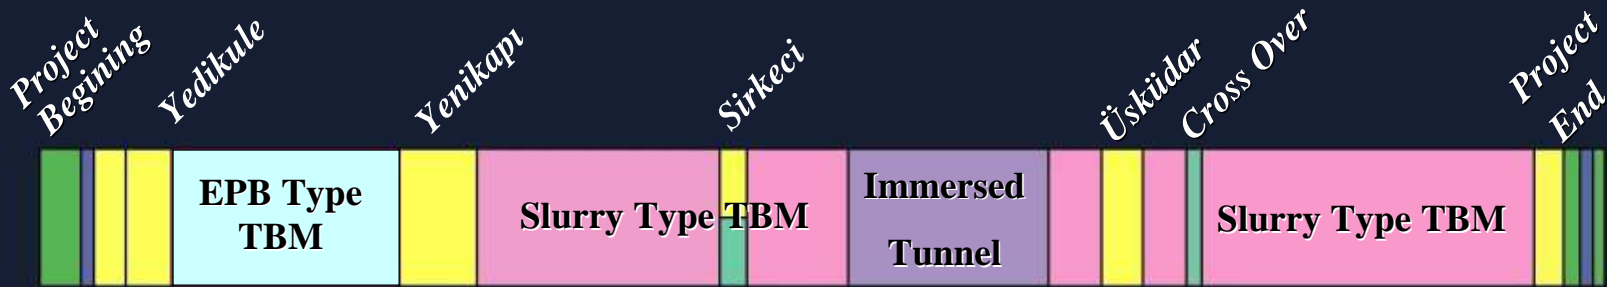 Project
Begining
Yedikule
Yenikapı
Sirkeci
Üsküdar
Cross Over
Project
End
EPB Type
TBM
Slurry Type TBM
Immersed
Tunnel
Slurry Type TBM